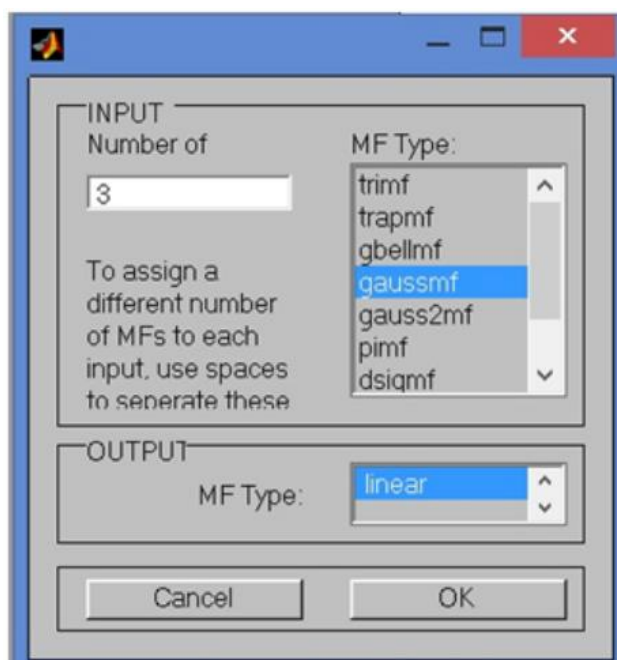 INPUT
Number of
3
To assign a
different number
of MFs to each
input, use spaces
to seperate these
MF Type:
trimf
trapmf
gbellmf
gaussmf
gauss2mf
pimf
dsigmf
OUTPUT
MF Type:
linear
Cancel
OK